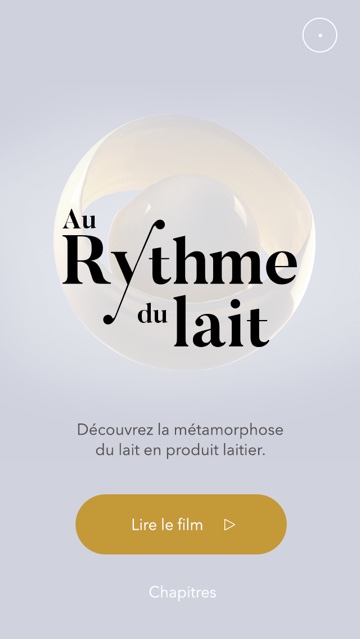 Au
Rythme
du lait
Découvrez la métamorphose
du lait en produit laitier.
Lire le film
Chapitres